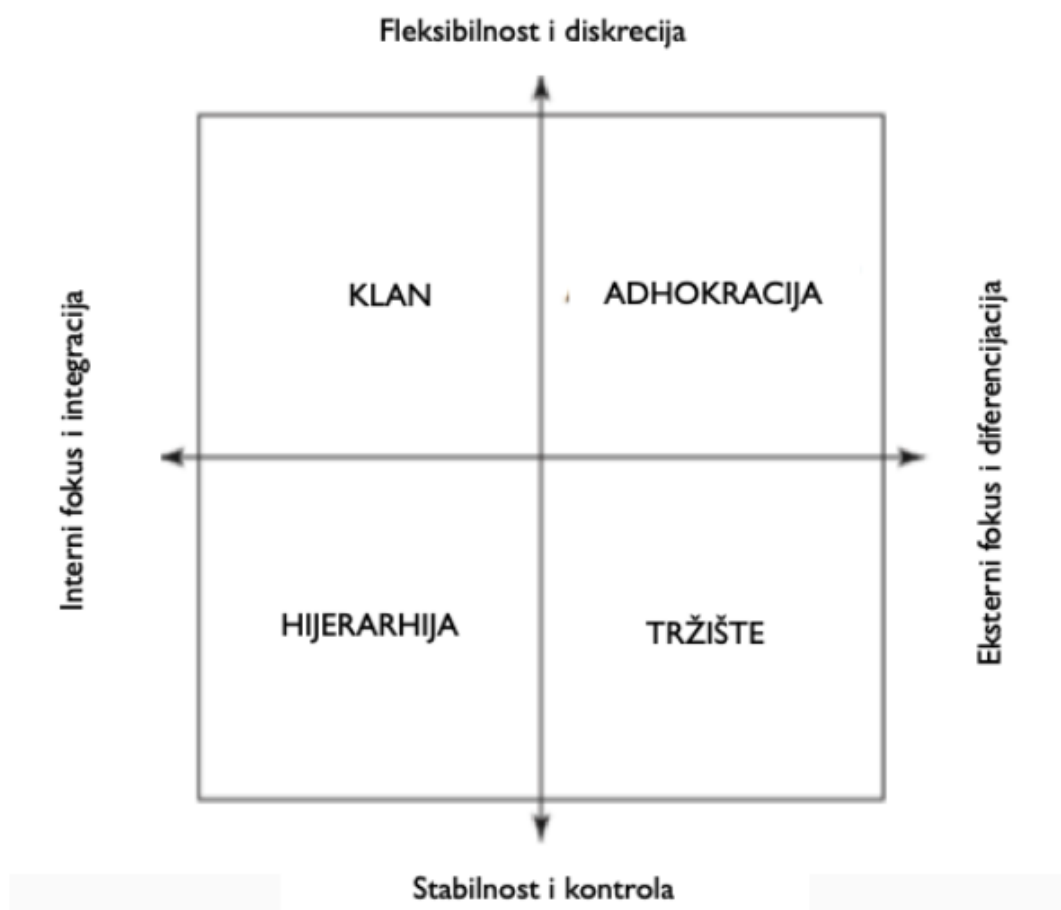 Fleksibilnost i diskrecija
Interni fokus i integracija
KLAN
ADHOKRACIJA
Eksterni fokus i diferencijacija
HIJERARHIJA
TRŽIŠTE
Stabilnost i kontrola